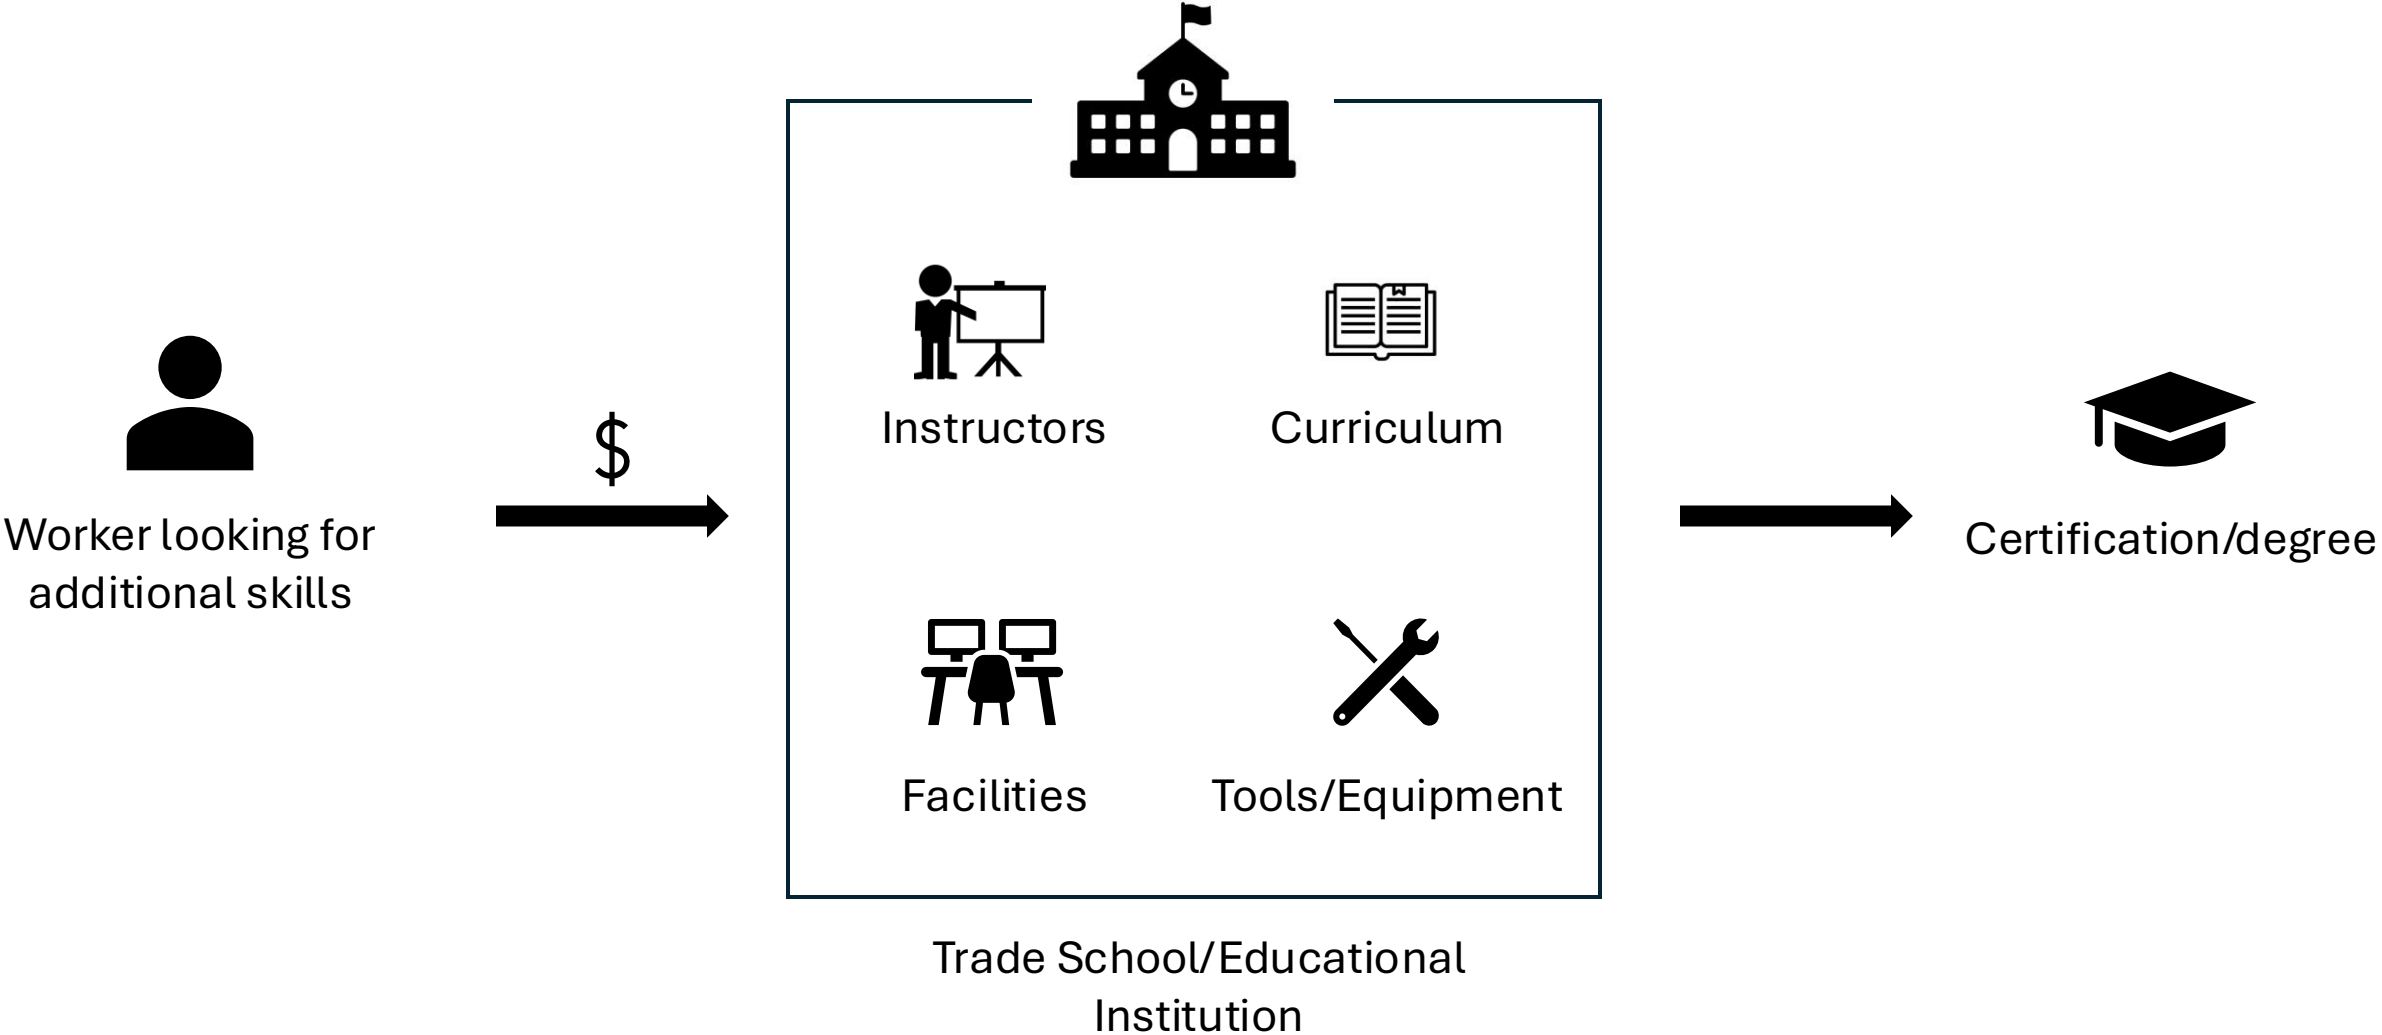 Instructors
Curriculum
$
Worker looking for
additional skills
Certification/degree
Facilities
Tools/Equipment
Trade School/Educational
Institution